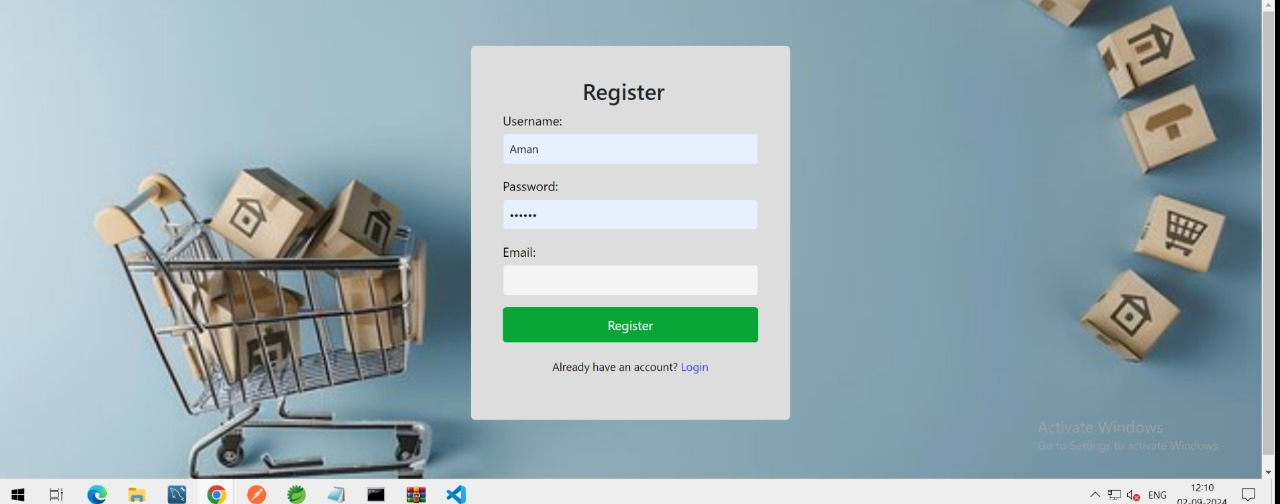 Register
Username:
Aman
Password:
••••••
Email:
Register
Already have an account? Login
Activate Windows
Go to Settings to activate Windows.
ENG
12:10
02-09-2024